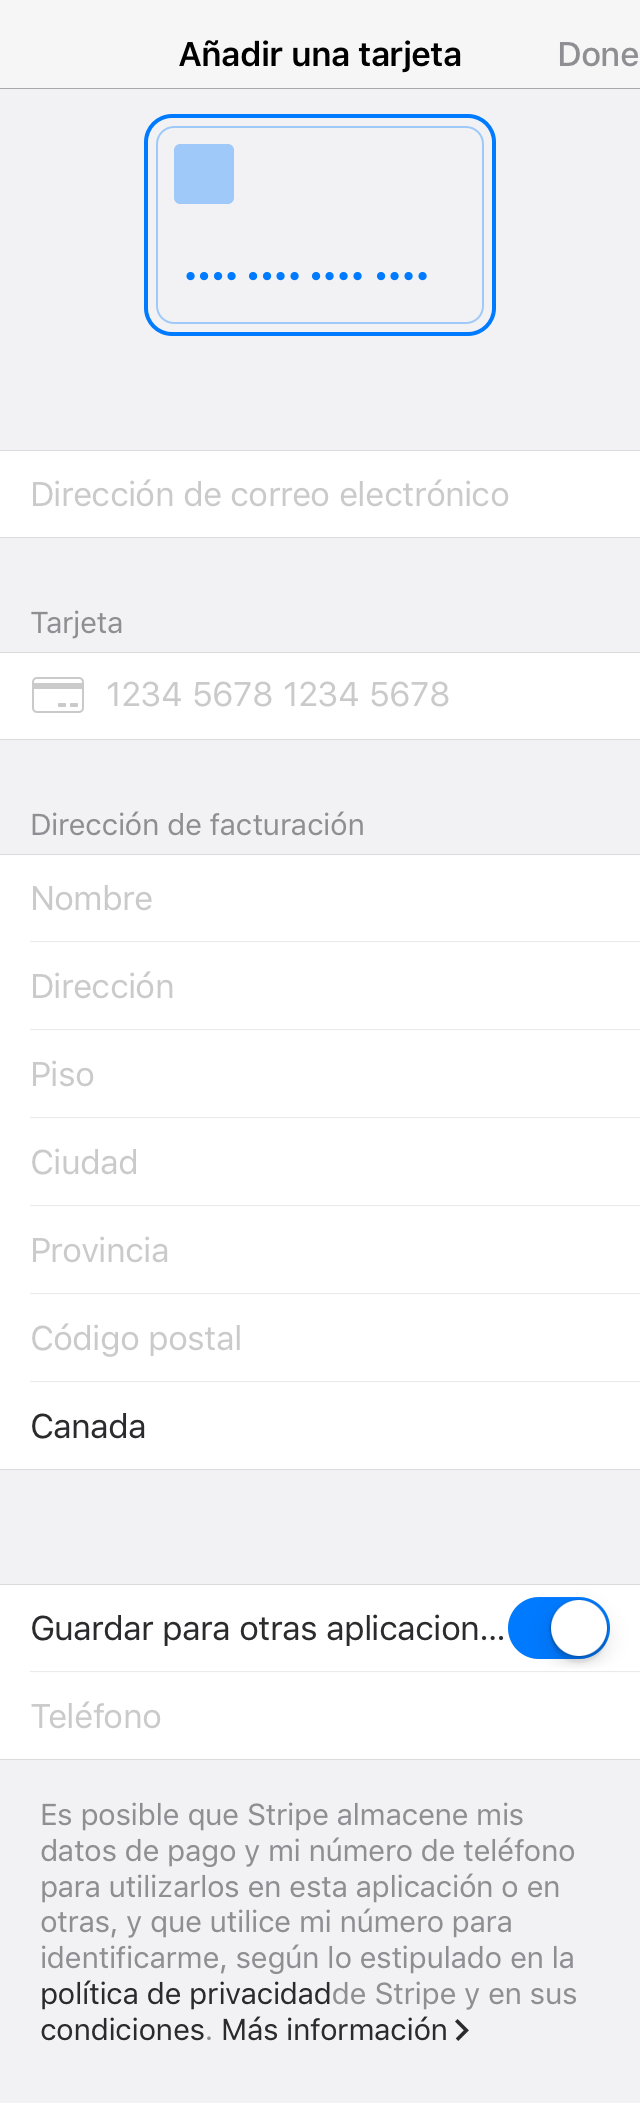 Añadir una tarjeta
Done
•••• •••• •••• ••••
Dirección de correo electrónico
Tarjeta
1234 5678 1234 5678
Dirección de facturación
Nombre
Dirección
Piso
Ciudad
Provincia
Código postal
Canada
Guardar para otras aplicacion...
Teléfono
Es posible que Stripe almacene mis
datos de pago y mi número de teléfono
para utilizarlos en esta aplicación o en
otras, y que utilice mi número para
identificarme, según lo estipulado en la
política de privacidadde Stripe y en sus
condiciones. Más información